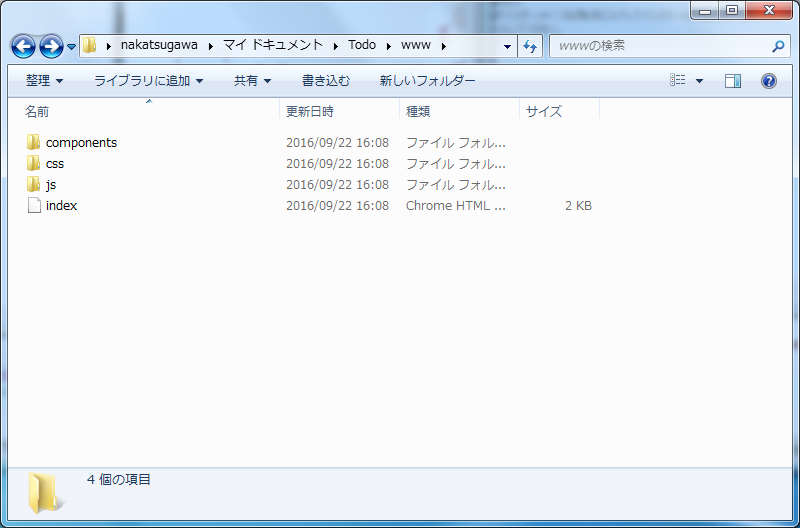 nakatsugawa マイ ドキュメント Todo www wwwの検索
整理 ライブラリに追加 共有 書き込む 新しいフォルダー
名前 更新日時 種類 サイズ
components 2016/09/22 16:08 ファイル フォル...
css 2016/09/22 16:08 ファイル フォル...
js 2016/09/22 16:08 ファイル フォル...
index 2016/09/22 16:08 Chrome HTML ... 2 KB
4 個の項目